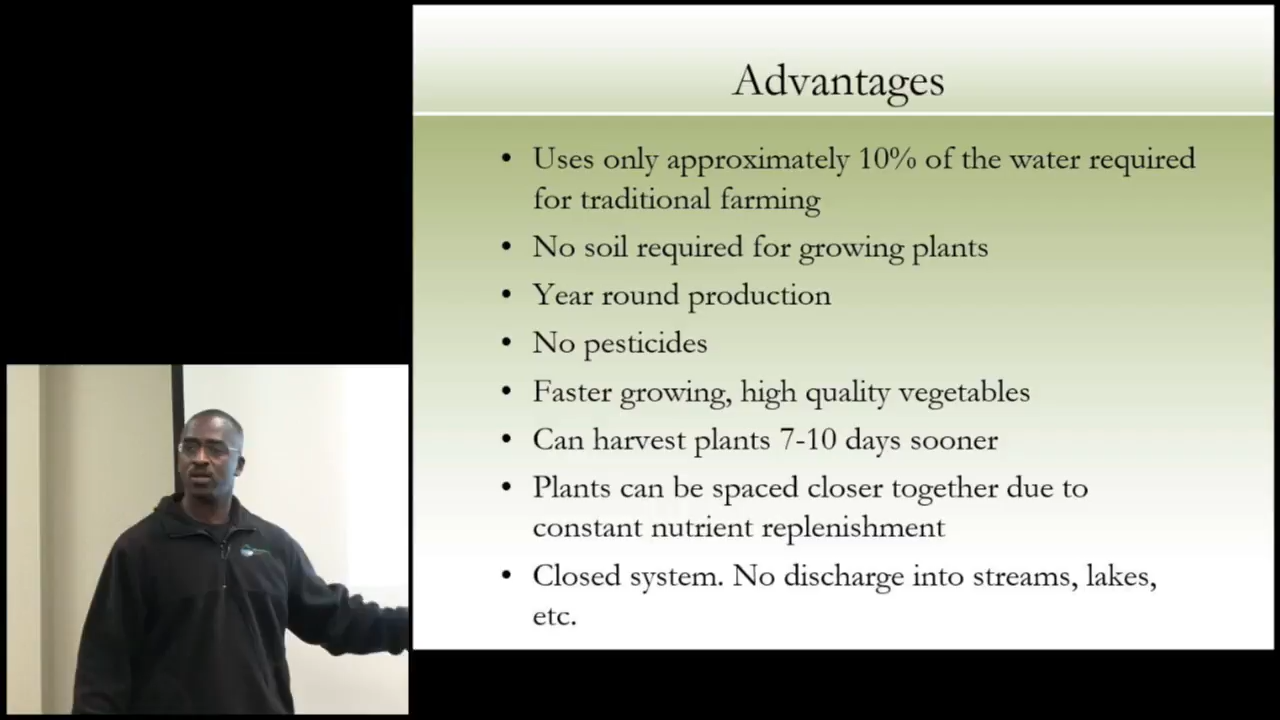 Advantages
• Uses only approximately 10% of the water required
for traditional farming
• No soil required for growing plants
• Year round production
• No pesticides
• Faster growing, high quality vegetables
• Can harvest plants 7-10 days sooner
• Plants can be spaced closer together due to
constant nutrient replenishment
• Closed system. No discharge into streams, lakes,
etc.